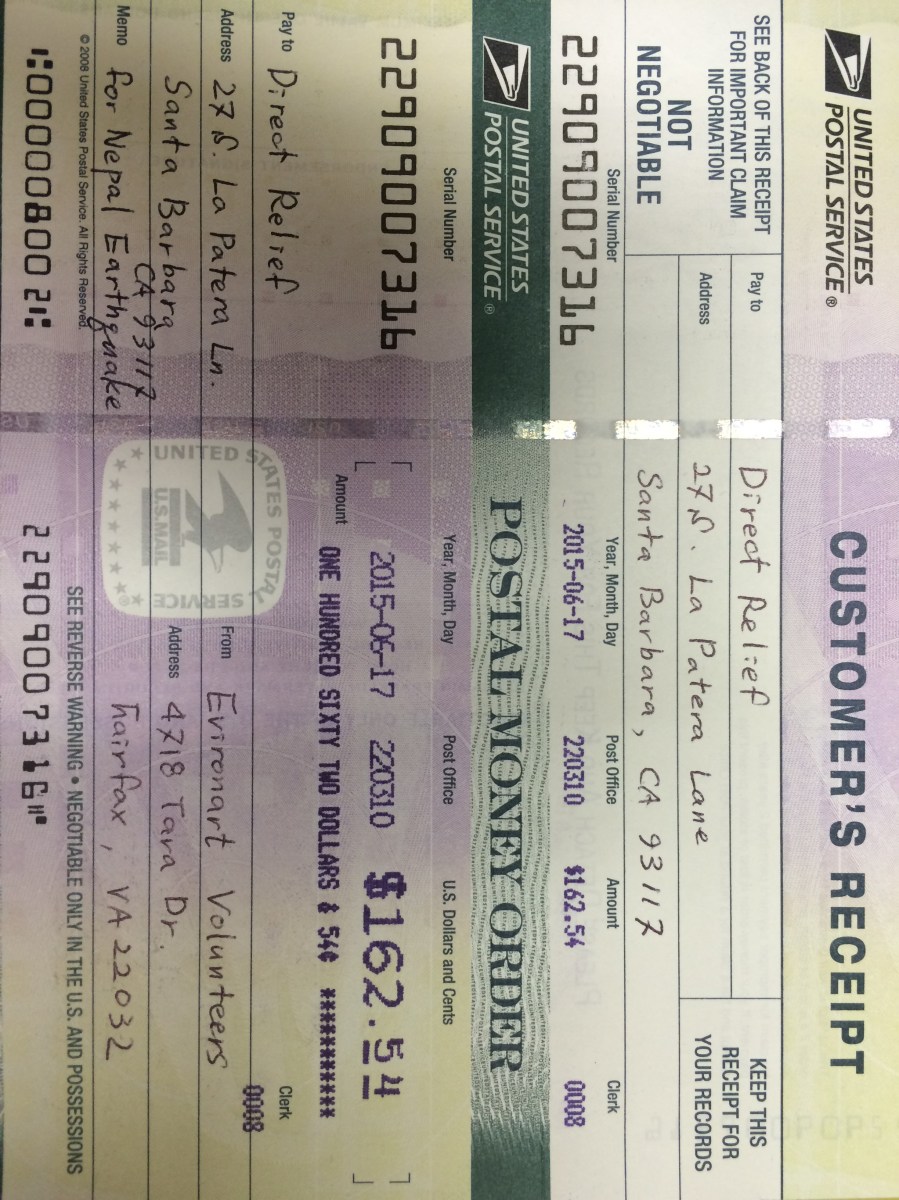 UNITED STATES
POSTAL SERVICE ®
CUSTOMER'S RECEIPT
SEE BACK OF THIS RECEIPT
FOR IMPORTANT CLAIM
INFORMATION
NOT
NEGOTIABLE
Pay to Direct Relief
Address 27 S. La Patera Lane
Santa Barbara, CA 93117
KEEP THIS
RECEIPT FOR
YOUR RECORDS
Serial Number Year, Month, Day Post Office Amount Clerk
22909007316 2015-06-17 220310 $162.54 0008
UNITED STATES
POSTAL SERVICE ®
POSTAL MONEY ORDER
Serial Number Year, Month, Day Post Office U.S. Dollars and Cents
22909007316 2015-06-17 220310 $162.54
Amount ONE HUNDRED SIXTY TWO DOLLARS & 54¢ **********
Pay to Direct Relief
Clerk
0008
Address 27 S. La Patera Ln.
Santa Barbara
CA 93117
From Evironart Volunteers
Address 4718 Tara Dr.
Fairfax, VA 22032
Memo for Nepal Earthquake
UNITED STATES POSTAL SERVICE
U.S. MAIL
© 2008 United States Postal Service. All Rights Reserved.
SEE REVERSE WARNING • NEGOTIABLE ONLY IN THE U.S. AND POSSESSIONS
⑆000000800 2⑆ 22909007316⑈